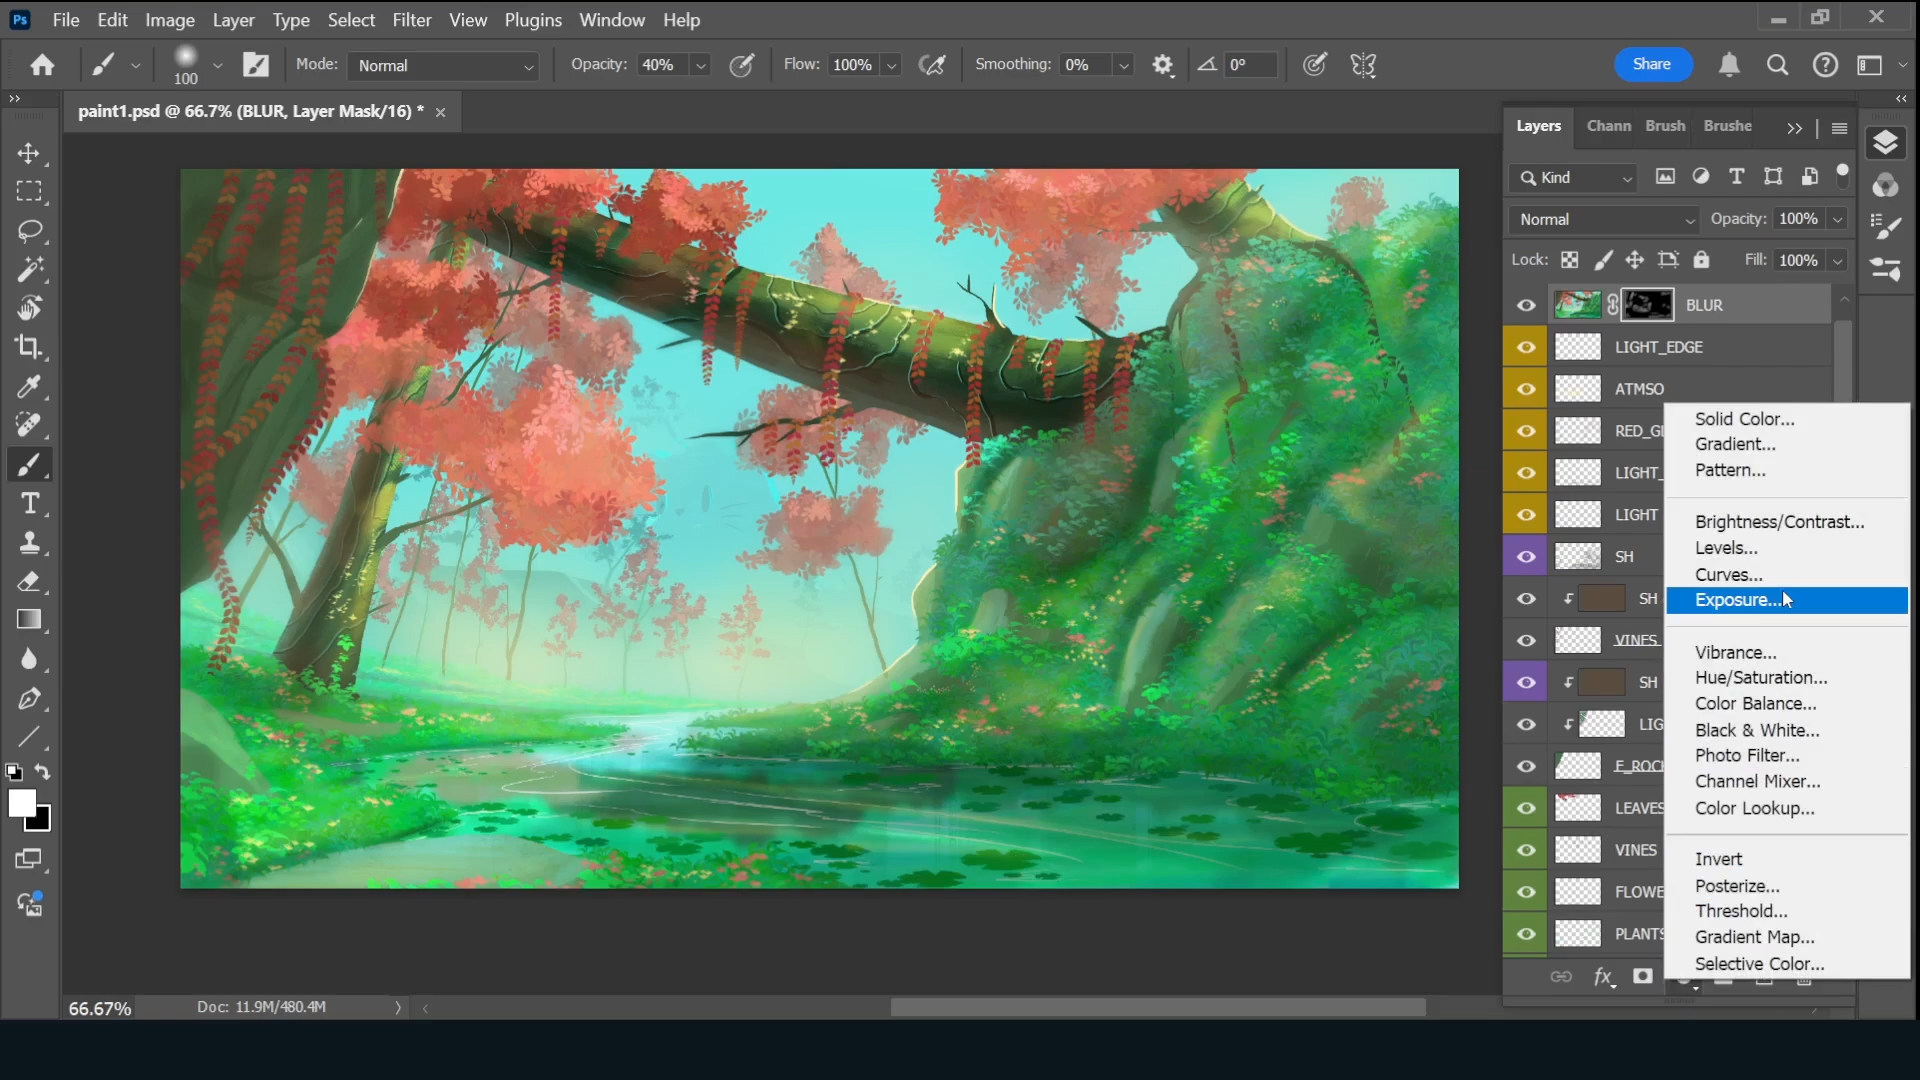 Ps File Edit Image Layer Type Select Filter View Plugins Window Help
100 Mode: Normal Opacity: 40% Flow: 100% Smoothing: 0% 0° Share
paint1.psd @ 66.7% (BLUR, Layer Mask/16) *
Layers Chann Brush Brushe
Kind
Normal Opacity: 100%
Lock: Fill: 100%
BLUR
LIGHT_EDGE
ATMSO
RED_GL
LIGHT_
LIGHT
SH
SH
VINES_
SH
LIG
F_ROCK
LEAVES
VINES
FLOWE
PLANTS
fx
Solid Color...
Gradient...
Pattern...
Brightness/Contrast...
Levels...
Curves...
Exposure...
Vibrance...
Hue/Saturation...
Color Balance...
Black & White...
Photo Filter...
Channel Mixer...
Color Lookup...
Invert
Posterize...
Threshold...
Gradient Map...
Selective Color...
66.67% Doc: 11.9M/480.4M